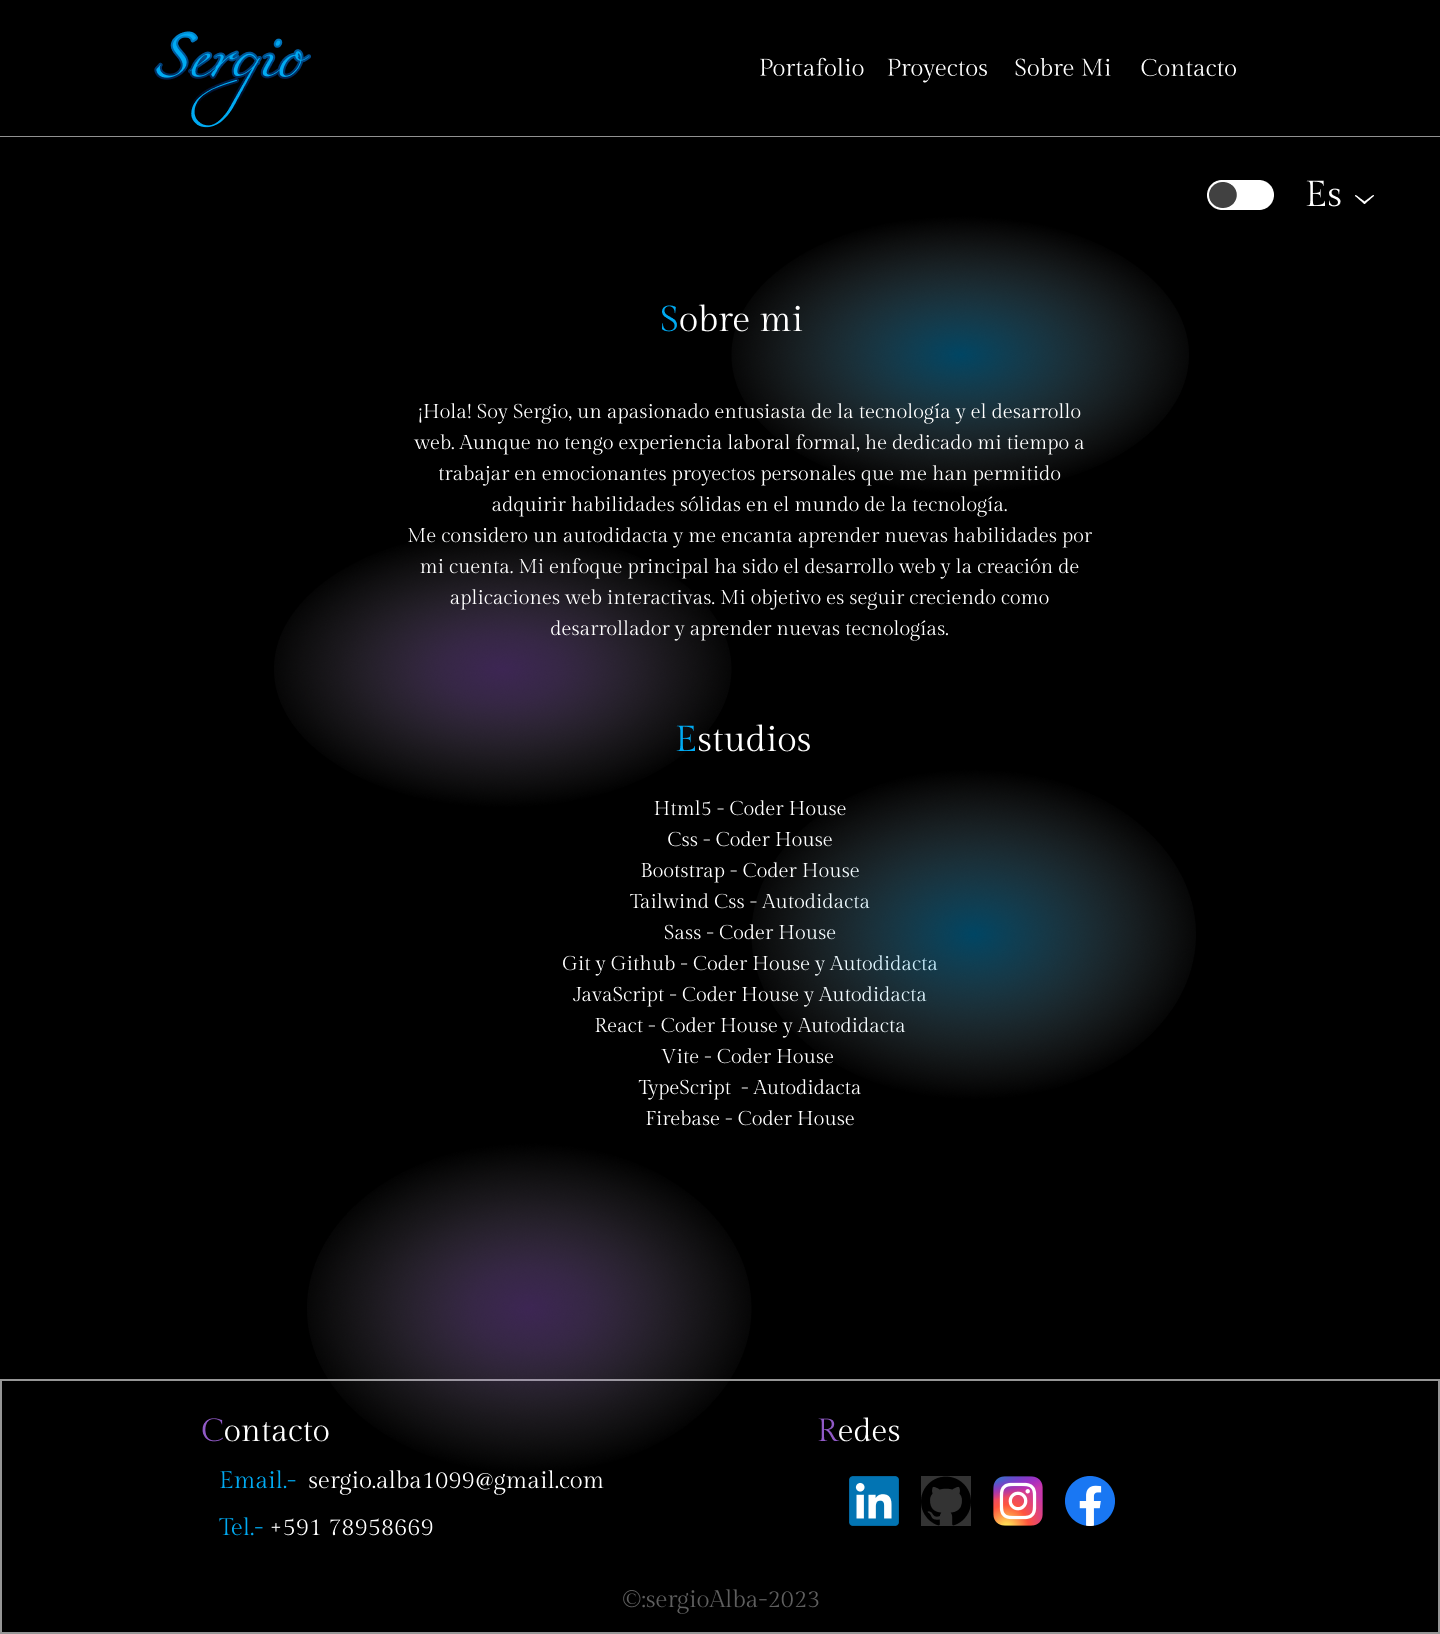 Sergio
Portafolio Proyectos Sobre Mi Contacto
Es
Sobre mi
¡Hola! Soy Sergio, un apasionado entusiasta de la tecnología y el desarrollo
web. Aunque no tengo experiencia laboral formal, he dedicado mi tiempo a
trabajar en emocionantes proyectos personales que me han permitido
adquirir habilidades sólidas en el mundo de la tecnología.
Me considero un autodidacta y me encanta aprender nuevas habilidades por
mi cuenta. Mi enfoque principal ha sido el desarrollo web y la creación de
aplicaciones web interactivas. Mi objetivo es seguir creciendo como
desarrollador y aprender nuevas tecnologías.
Estudios
Html5 - Coder House
Css - Coder House
Bootstrap - Coder House
Tailwind Css - Autodidacta
Sass - Coder House
Git y Github - Coder House y Autodidacta
JavaScript - Coder House y Autodidacta
React - Coder House y Autodidacta
Vite - Coder House
TypeScript - Autodidacta
Firebase - Coder House
Contacto
Email.- sergio.alba1099@gmail.com
Tel.- +591 78958669
Redes
in
©:sergioAlba-2023